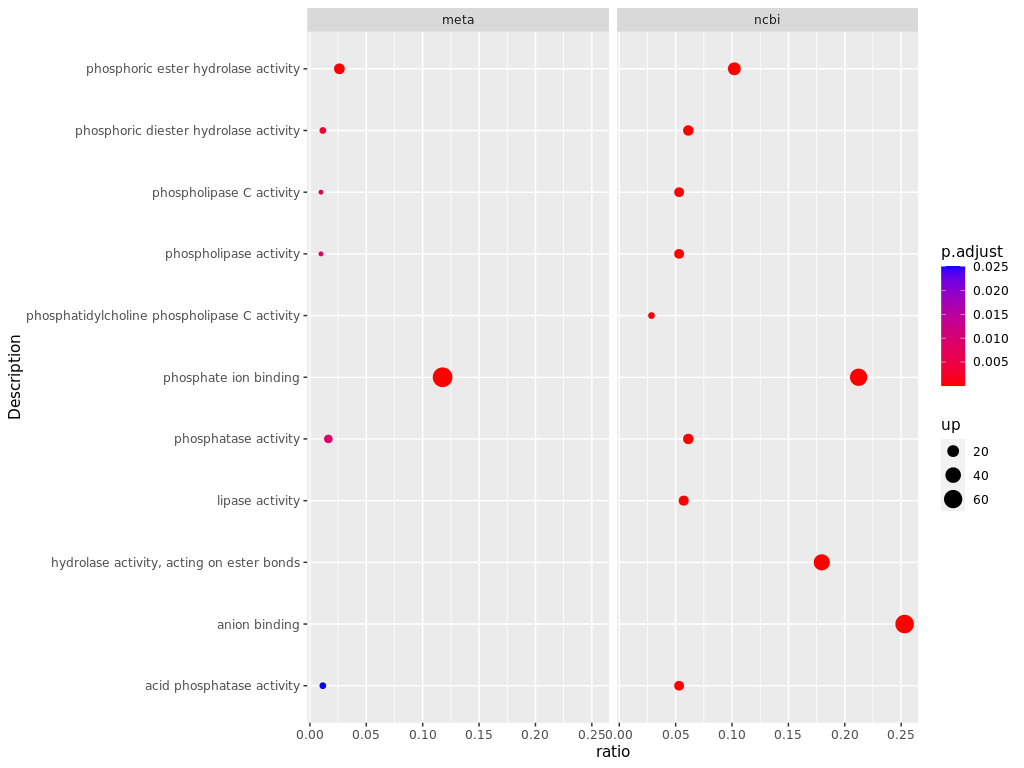 meta ncbi
phosphoric ester hydrolase activity
phosphoric diester hydrolase activity
phospholipase C activity
phospholipase activity
phosphatidylcholine phospholipase C activity
phosphate ion binding
phosphatase activity
lipase activity
hydrolase activity, acting on ester bonds
anion binding
acid phosphatase activity
Description
0.00 0.05 0.10 0.15 0.20 0.25 0.00 0.05 0.10 0.15 0.20 0.25
ratio
p.adjust
0.025
0.020
0.015
0.010
0.005
up
20
40
60